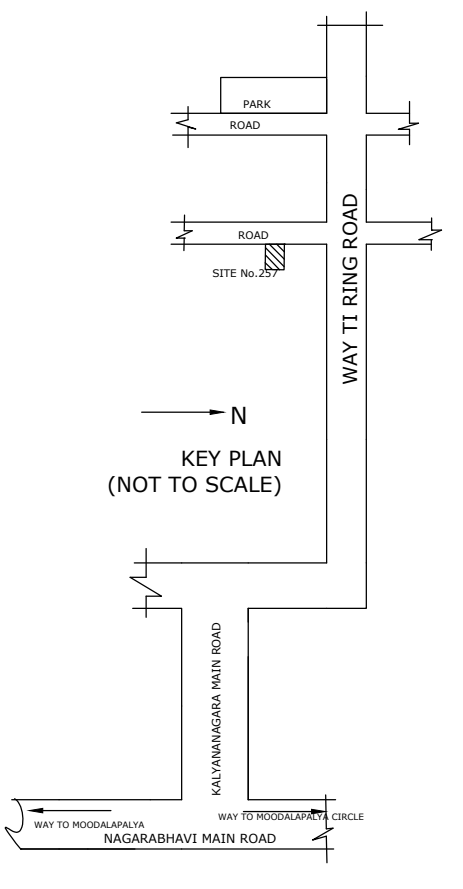 PARK
ROAD
ROAD
SITE No.257
WAY TI RING ROAD
N
KEY PLAN
(NOT TO SCALE)
KALYANANAGARA MAIN ROAD
WAY TO MOODALAPALYA
WAY TO MOODALAPALYA CIRCLE
NAGARABHAVI MAIN ROAD